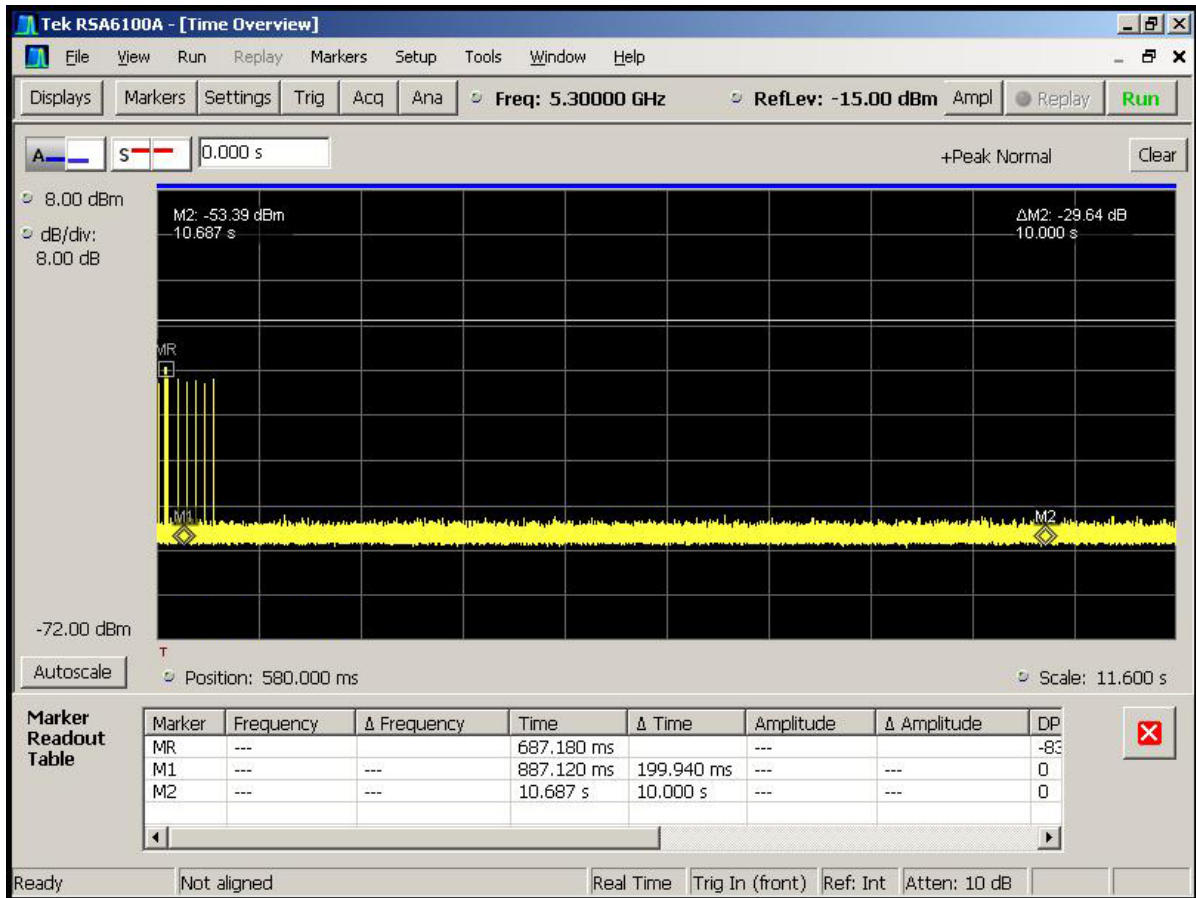 Tek RSA6100A - [Time Overview]
File View Run Replay Markers Setup Tools Window Help
Displays Markers Settings Trig Acq Ana Freq: 5.30000 GHz RefLev: -15.00 dBm Ampl Replay Run
A S 0.000 s +Peak Normal Clear
8.00 dBm
dB/div:
8.00 dB
M2: -53.39 dBm
10.687 s
ΔM2: -29.64 dB
10.000 s
MR
M1
M2
-72.00 dBm
T
Autoscale Position: 580.000 ms Scale: 11.600 s
Marker Readout Table
Marker Frequency Δ Frequency Time Δ Time Amplitude Δ Amplitude DP
MR --- 687.180 ms --- -83
M1 --- --- 887.120 ms 199.940 ms --- --- 0
M2 --- --- 10.687 s 10.000 s --- --- 0
Ready Not aligned Real Time Trig In (front) Ref: Int Atten: 10 dB